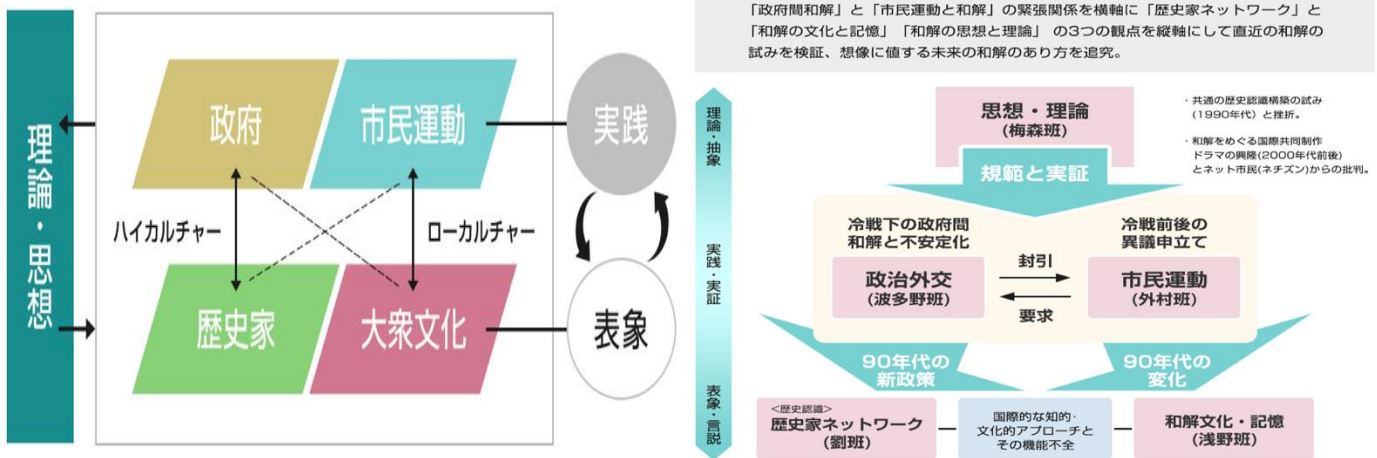 理論・思想
政府
市民運動
実践
ハイカルチャー
ローカルチャー
歴史家
大衆文化
表象
「政府間和解」と「市民運動と和解」の緊張関係を横軸に「歴史家ネットワーク」と
「和解の文化と記憶」「和解の思想と理論」 の3つの観点を縦軸にして直近の和解の
試みを検証、想像に値する未来の和解のあり方を追究。
理論・抽象
実践・実証
表象・言説
思想・理論
(梅森班)
・共通の歴史認識構築の試み
(1990年代）と挫折。
・和解をめぐる国際共同制作
ドラマの興隆(2000年代前後)
とネット市民(ネチズン)からの批判。
規範と実証
冷戦下の政府間
和解と不安定化
冷戦前後の
異議申立て
政治外交
(波多野班)
封引
要求
市民運動
(外村班)
90年代の
新政策
90年代の
変化
<歴史認識>
歴史家ネットワーク
(劉班)
国際的な知的・
文化的アプローチと
その機能不全
和解文化・記憶
(浅野班)